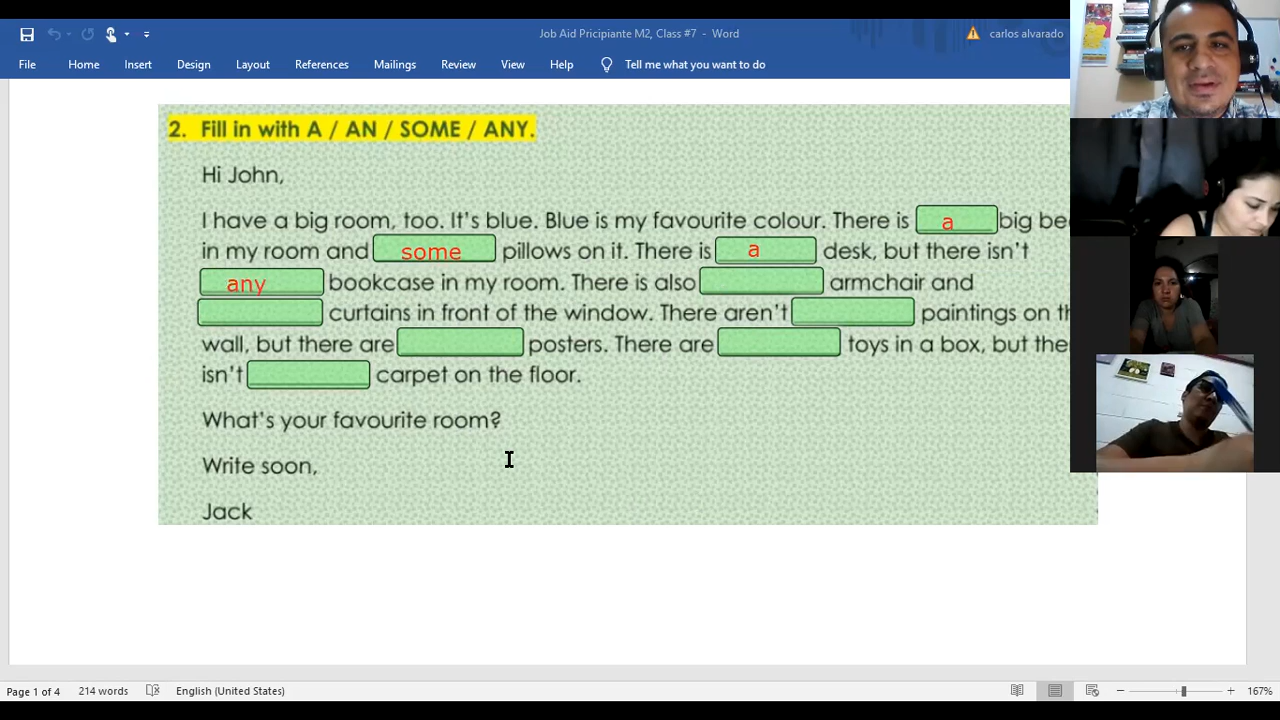 Job Aid Pricipiante M2, Class #7 - Word
carlos alvarado
File Home Insert Design Layout References Mailings Review View Help Tell me what you want to do
2. Fill in with A / AN / SOME / ANY.
Hi John,
I have a big room, too. It's blue. Blue is my favourite colour. There is a big
in my room and some pillows on it. There is a desk, but there isn't
any bookcase in my room. There is also armchair and
curtains in front of the window. There aren't paintings on
wall, but there are posters. There are toys in a box, but
isn't carpet on the floor.
What's your favourite room?
Write soon,
Jack
Page 1 of 4 214 words English (United States) 167%